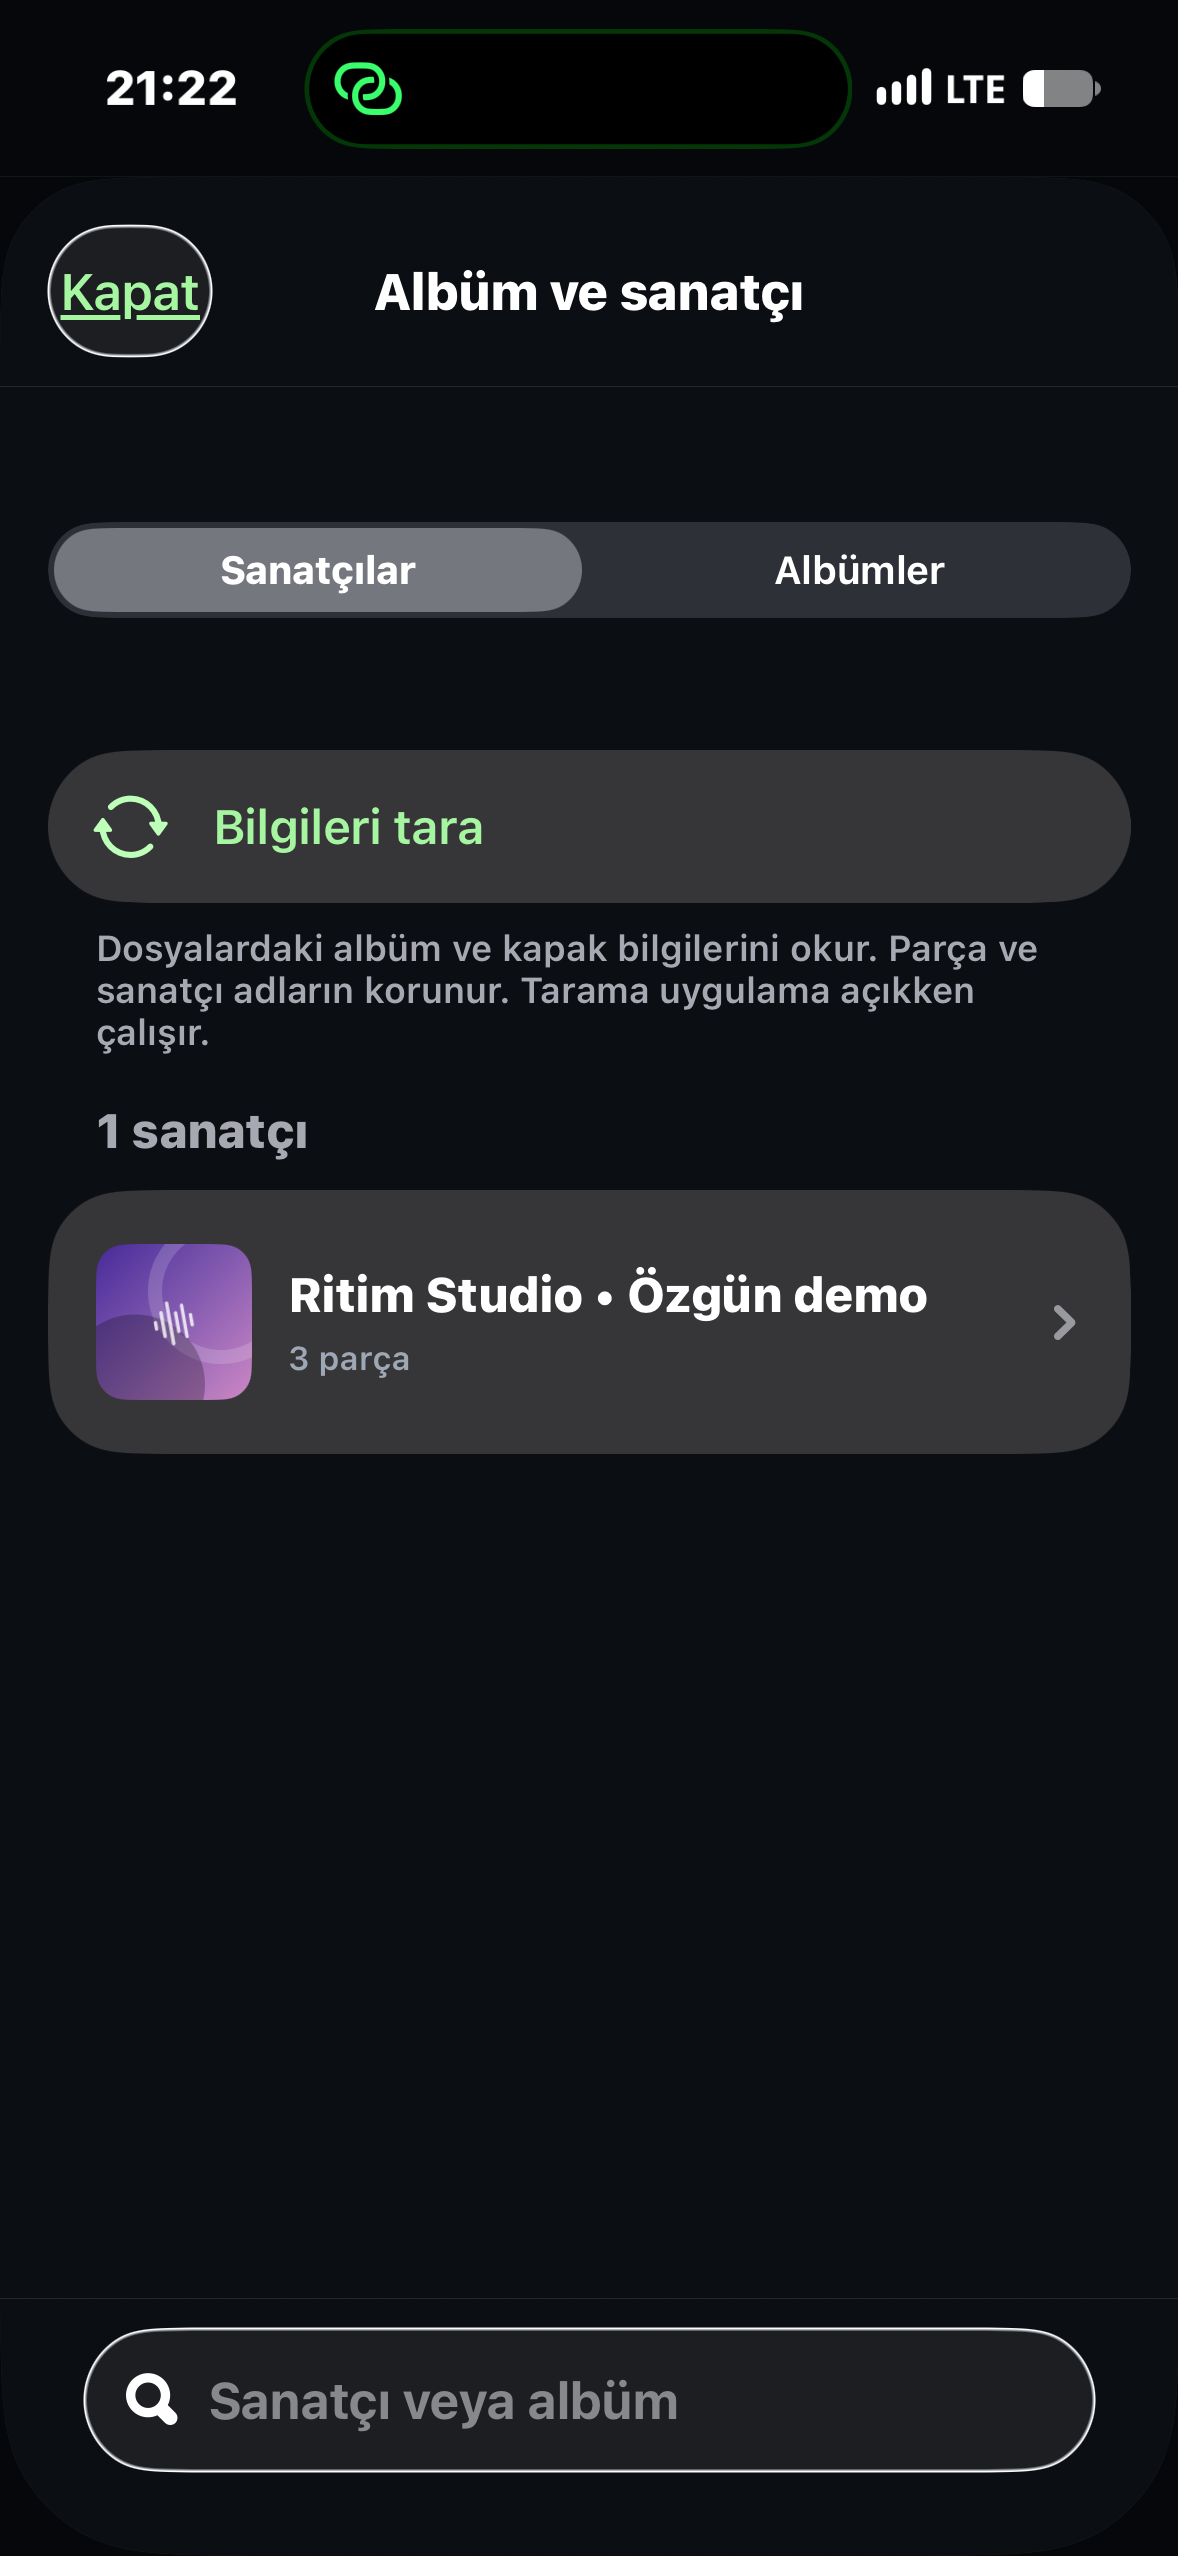 21:22
LTE
Kapat
Albüm ve sanatçı
Sanatçılar
Albümler
Bilgileri tara
Dosyalardaki albüm ve kapak bilgilerini okur. Parça ve
sanatçı adların korunur. Tarama uygulama açıkken
çalışır.
1 sanatçı
Ritim Studio • Özgün demo
3 parça
Sanatçı veya albüm